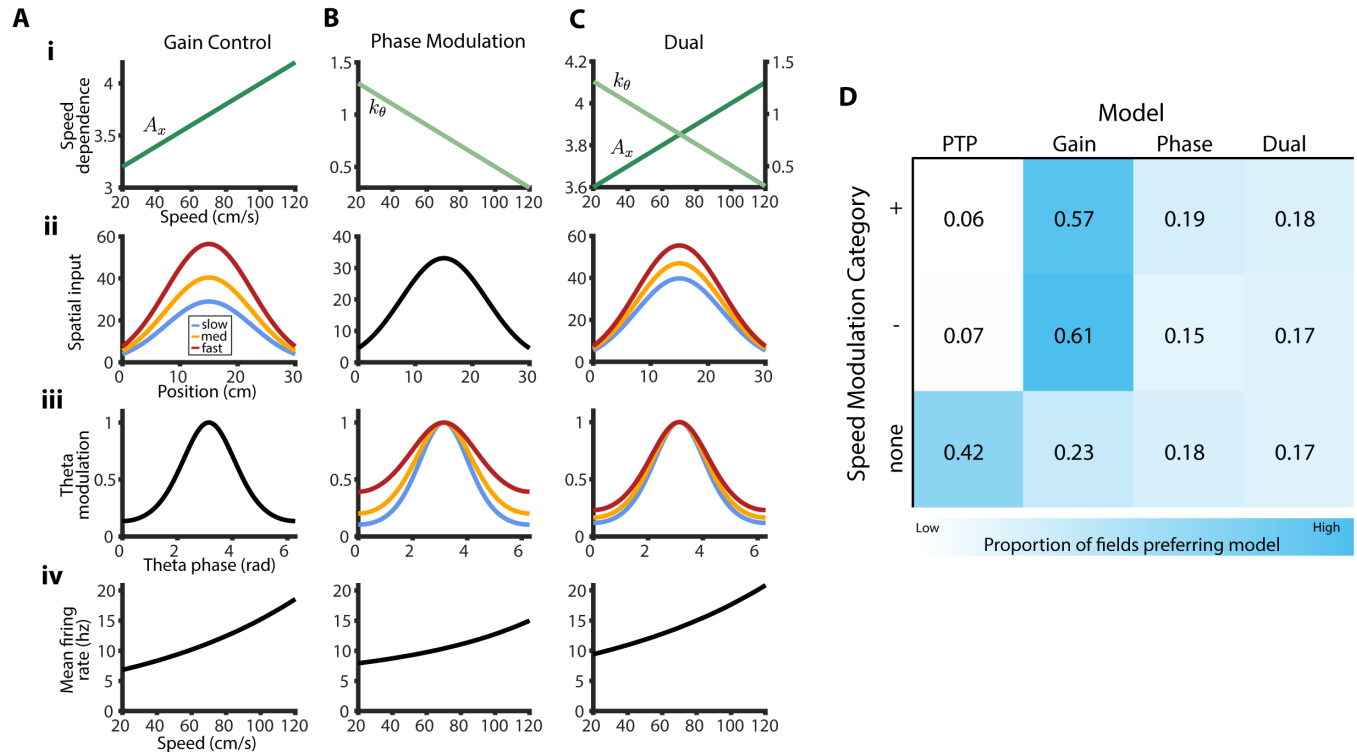 A
B
C
i
Gain Control
Phase Modulation
Dual
Speed
dependence
4
3.5
3
A_x
20 40 60 80 100 120
Speed (cm/s)
1.5
1
0.5
k_θ
20 40 60 80 100 120
4.2
4
3.8
3.6
k_θ
A_x
1.5
1
0.5
20 40 60 80 100 120
ii
Spatial input
60
40
20
0
slow
med
fast
0 10 20 30
Position (cm)
40
30
20
10
0
0 10 20 30
60
40
20
0
0 10 20 30
iii
Theta
modulation
1
0.5
0
0 2 4 6
Theta phase (rad)
1
0.5
0
0 2 4 6
1
0.5
0
0 2 4 6
iv
Mean firing
rate (hz)
20
15
10
5
0
20 40 60 80 100 120
Speed (cm/s)
20
15
10
5
0
20 40 60 80 100 120
20
15
10
5
0
20 40 60 80 100 120
D
Model
PTP Gain Phase Dual
Speed Modulation Category
+ 0.06 0.57 0.19 0.18
- 0.07 0.61 0.15 0.17
none 0.42 0.23 0.18 0.17
Low High
Proportion of fields preferring model